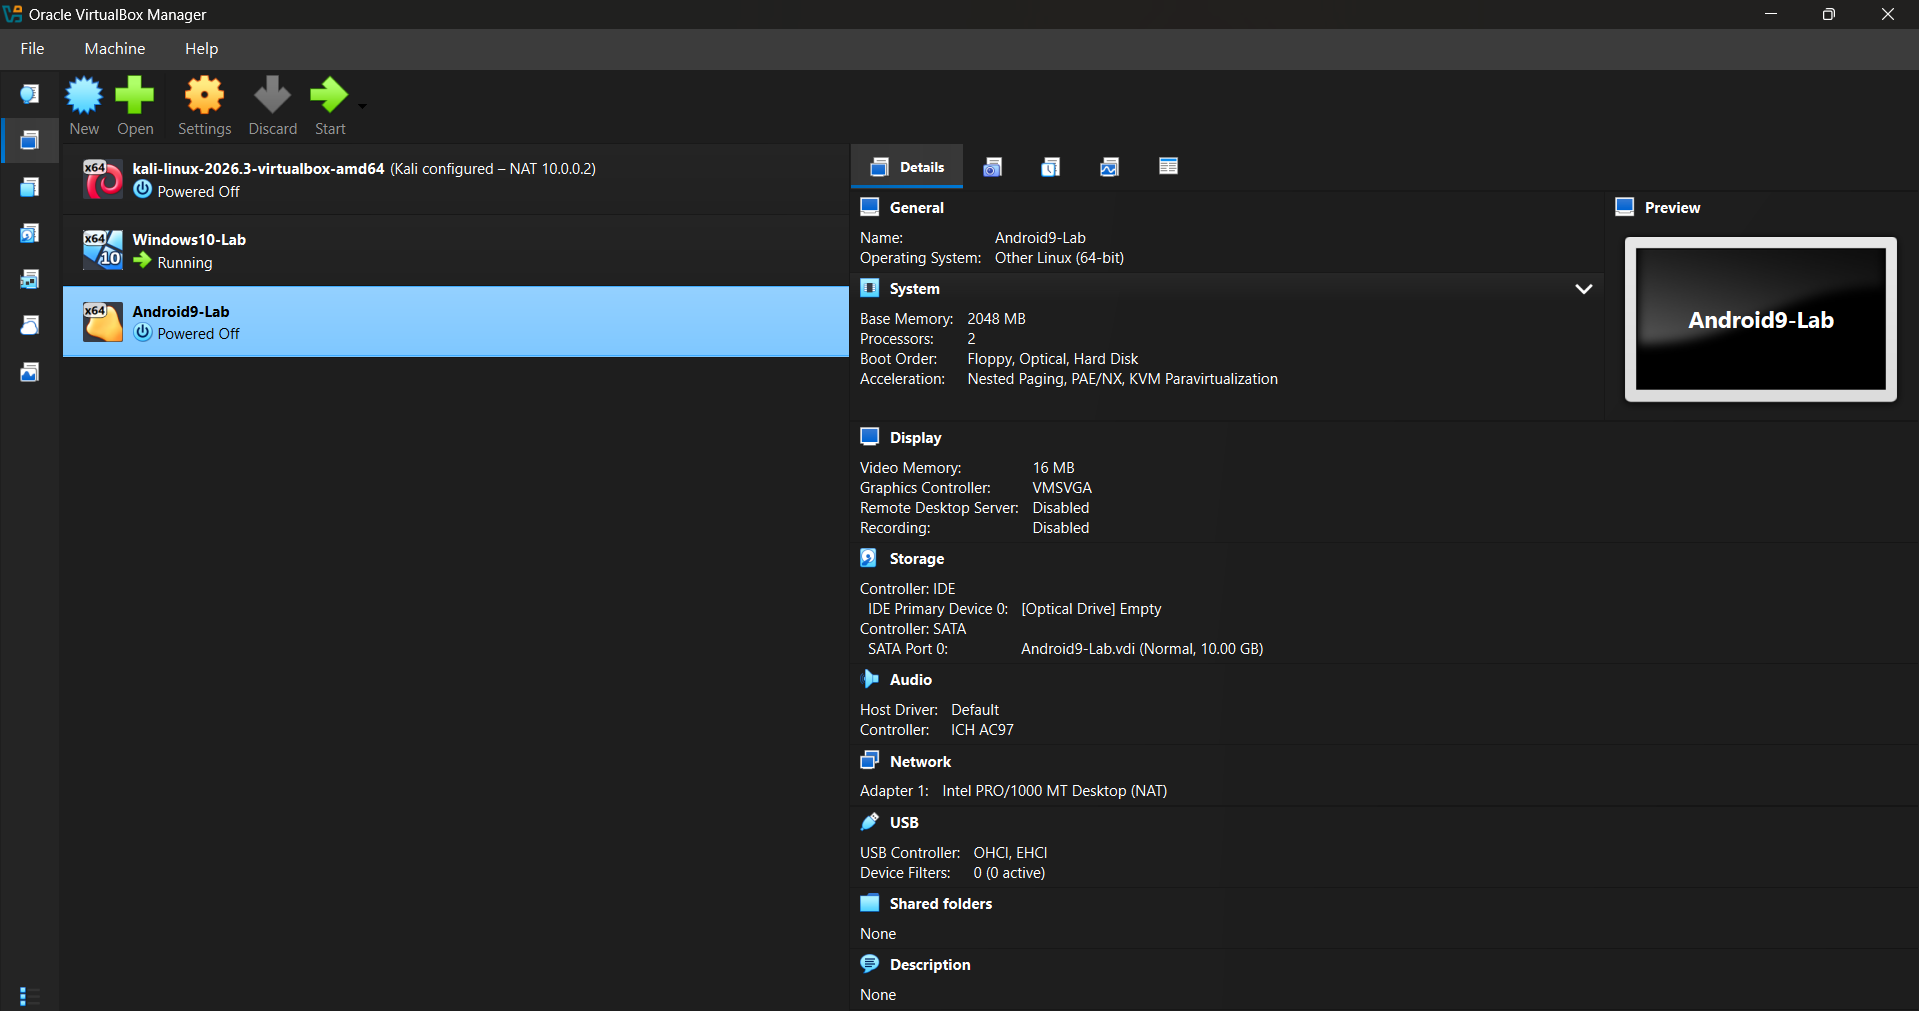 Oracle VirtualBox Manager
File Machine Help
New Open Settings Discard Start
x64 kali-linux-2026.3-virtualbox-amd64 (Kali configured – NAT 10.0.0.2)
Powered Off
x64 10 Windows10-Lab
Running
x64 Android9-Lab
Powered Off
Details
General
Name: Android9-Lab
Operating System: Other Linux (64-bit)
System
Base Memory: 2048 MB
Processors: 2
Boot Order: Floppy, Optical, Hard Disk
Acceleration: Nested Paging, PAE/NX, KVM Paravirtualization
Preview
Android9-Lab
Display
Video Memory: 16 MB
Graphics Controller: VMSVGA
Remote Desktop Server: Disabled
Recording: Disabled
Storage
Controller: IDE
IDE Primary Device 0: [Optical Drive] Empty
Controller: SATA
SATA Port 0: Android9-Lab.vdi (Normal, 10.00 GB)
Audio
Host Driver: Default
Controller: ICH AC97
Network
Adapter 1: Intel PRO/1000 MT Desktop (NAT)
USB
USB Controller: OHCI, EHCI
Device Filters: 0 (0 active)
Shared folders
None
Description
None